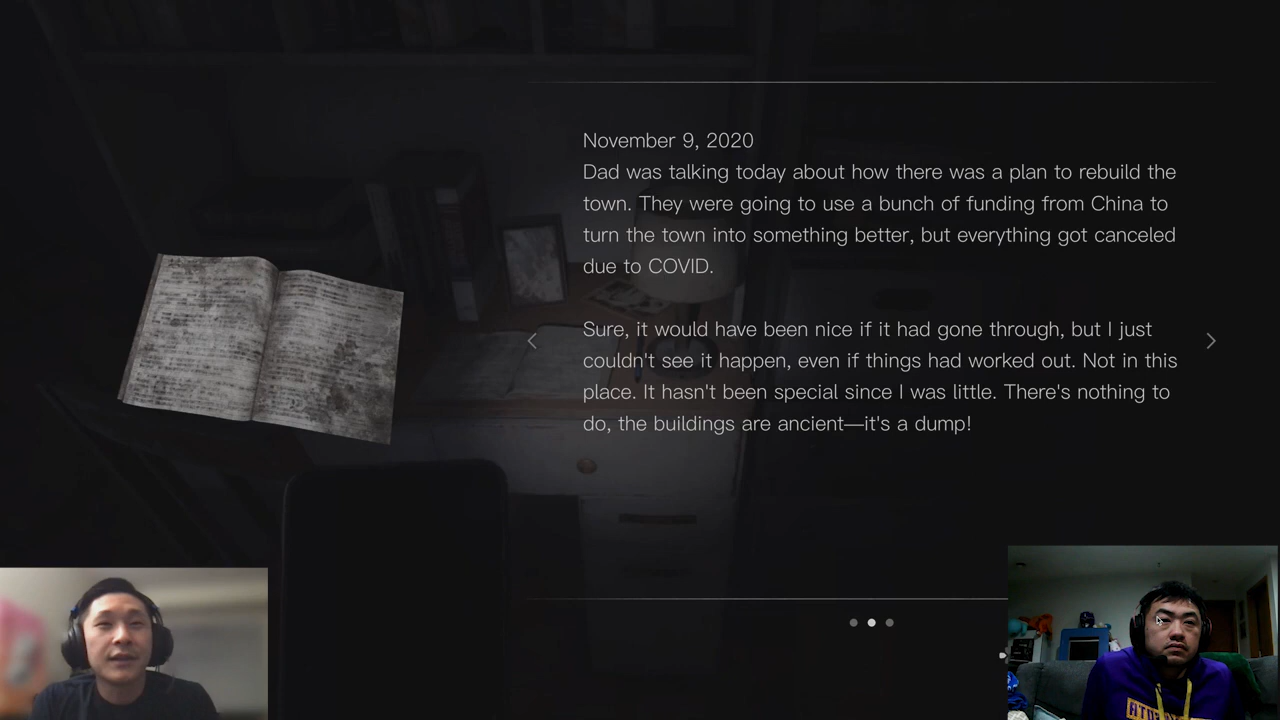 November 9, 2020
Dad was talking today about how there was a plan to rebuild the
town. They were going to use a bunch of funding from China to
turn the town into something better, but everything got canceled
due to COVID.
Sure, it would have been nice if it had gone through, but I just
couldn't see it happen, even if things had worked out. Not in this
place. It hasn't been special since I was little. There's nothing to
do, the buildings are ancient—it's a dump!